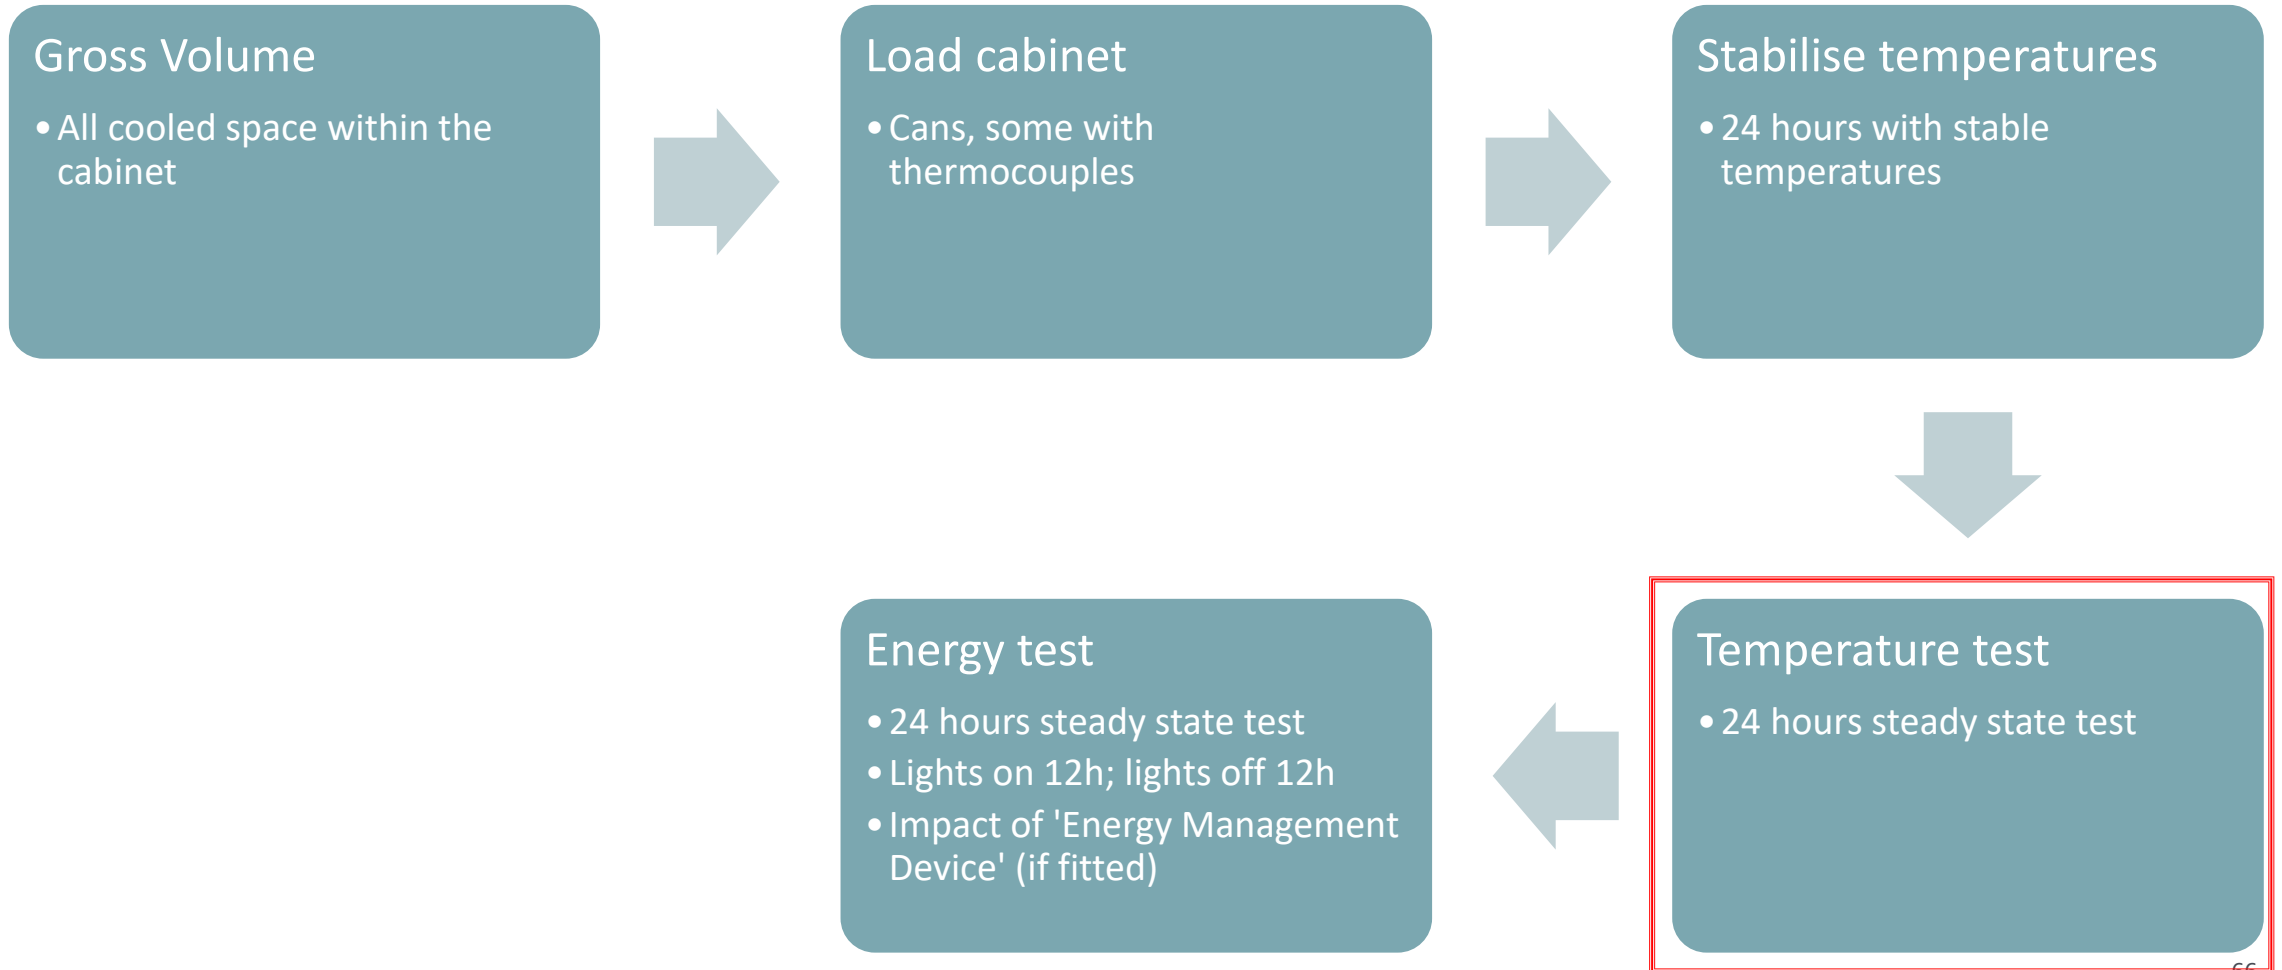 Gross Volume
• All cooled space within the
cabinet
Load cabinet
• Cans, some with
thermocouples
Stabilise temperatures
• 24 hours with stable
temperatures
Temperature test
• 24 hours steady state test
Energy test
• 24 hours steady state test
• Lights on 12h; lights off 12h
• Impact of 'Energy Management
Device' (if fitted)